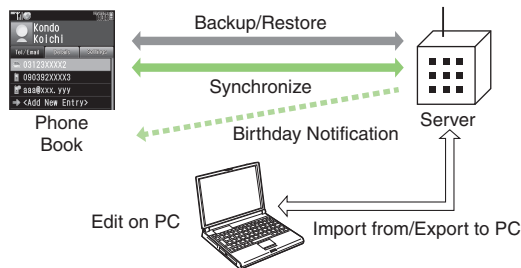 Kondo
Koichi
Tel/Email Details
03123XXXX2
090392XXXX3
aaa@xxx.yyy
<Add New Entry>
Phone
Book
Backup/Restore
Synchronize
Birthday Notification
Server
Edit on PC
Import from/Export to PC